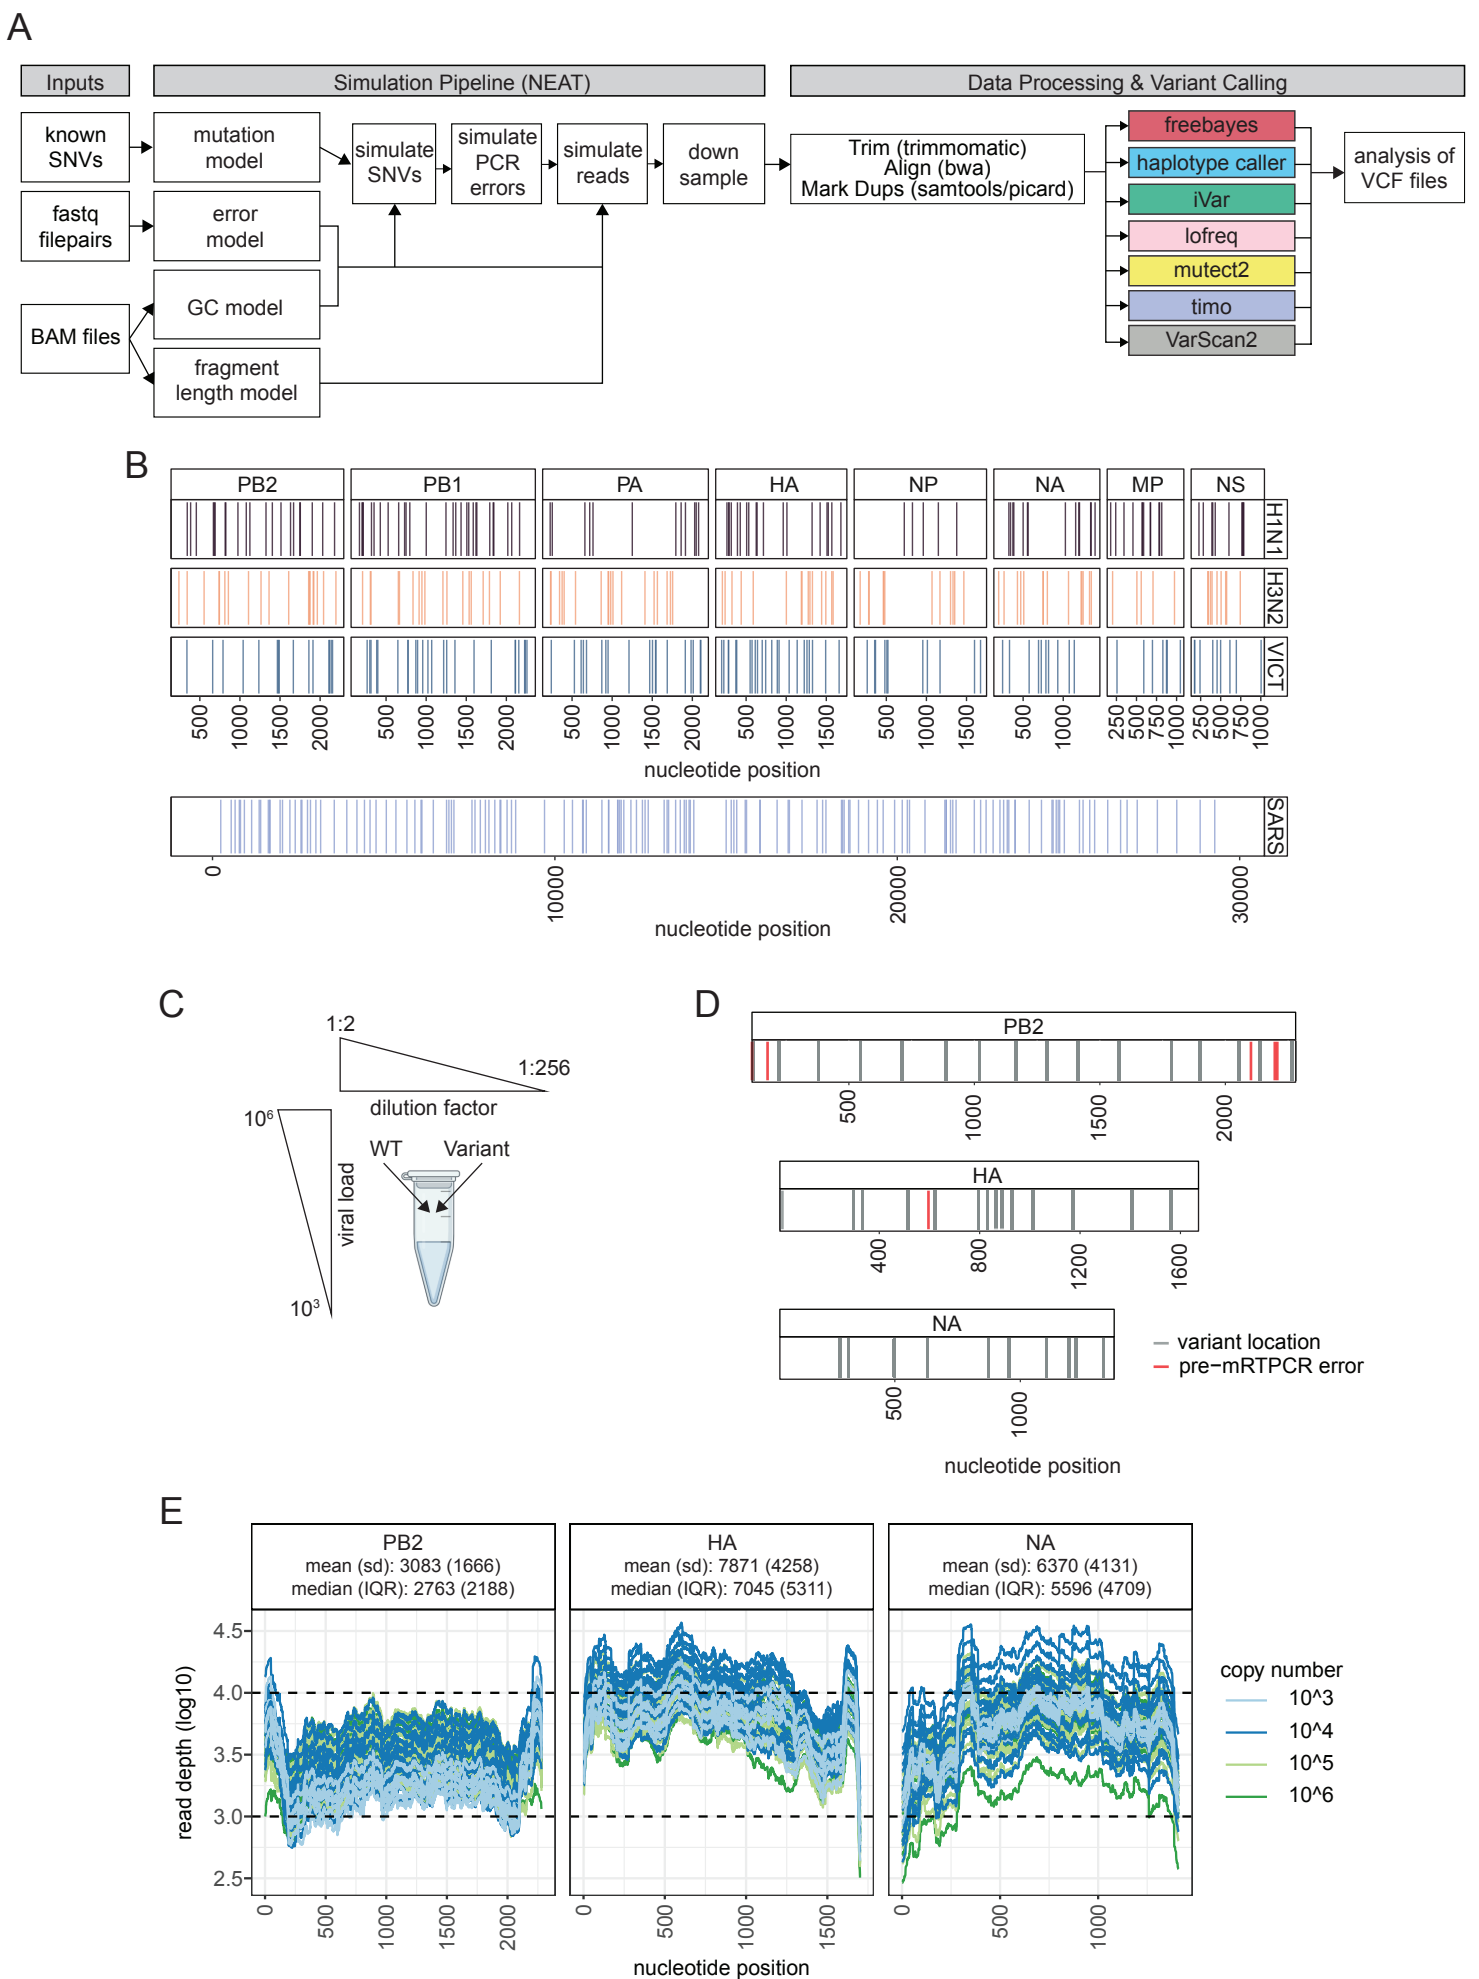 A
Inputs
Simulation Pipeline (NEAT)
Data Processing & Variant Calling
known
SNVs
mutation
model
simulate
SNVs
simulate
PCR
errors
simulate
reads
down
sample
Trim (trimmomatic)
Align (bwa)
Mark Dups (samtools/picard)
freebayes
haplotype caller
iVar
lofreq
mutect2
timo
VarScan2
analysis of
VCF files
fastq
filepairs
error
model
BAM files
GC model
fragment
length model
B
PB2 PB1 PA HA NP NA MP NS
H1N1
H3N2
VICT
500 1000 1500 2000 500 1000 1500 2000 500 1000 1500 2000 500 1000 1500 500 1000 1500 500 1000 250 500 750 1000 250 500 750 1000
nucleotide position
SARS
0 10000 20000 30000
nucleotide position
C
1:2
1:256
dilution factor
10⁶
10³
viral load
WT Variant
D
PB2
500 1000 1500 2000
HA
400 800 1200 1600
NA
500 1000
nucleotide position
variant location
pre−mRTPCR error
E
PB2
mean (sd): 3083 (1666)
median (IQR): 2763 (2188)
HA
mean (sd): 7871 (4258)
median (IQR): 7045 (5311)
NA
mean (sd): 6370 (4131)
median (IQR): 5596 (4709)
read depth (log10)
4.5
4.0
3.5
3.0
2.5
0 500 1000 1500 2000 0 500 1000 1500 0 500 1000
nucleotide position
copy number
10^3
10^4
10^5
10^6